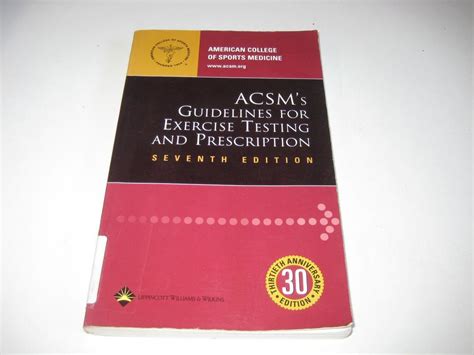 AMERICAN COLLEGE
OF SPORTS MEDICINE
www.acsm.org
ACSM's
GUIDELINES FOR
EXERCISE TESTING
AND PRESCRIPTION
SEVENTH EDITION
THIRTIETH ANNIVERSARY
30
EDITION
LIPPINCOTT WILLIAMS & WILKINS